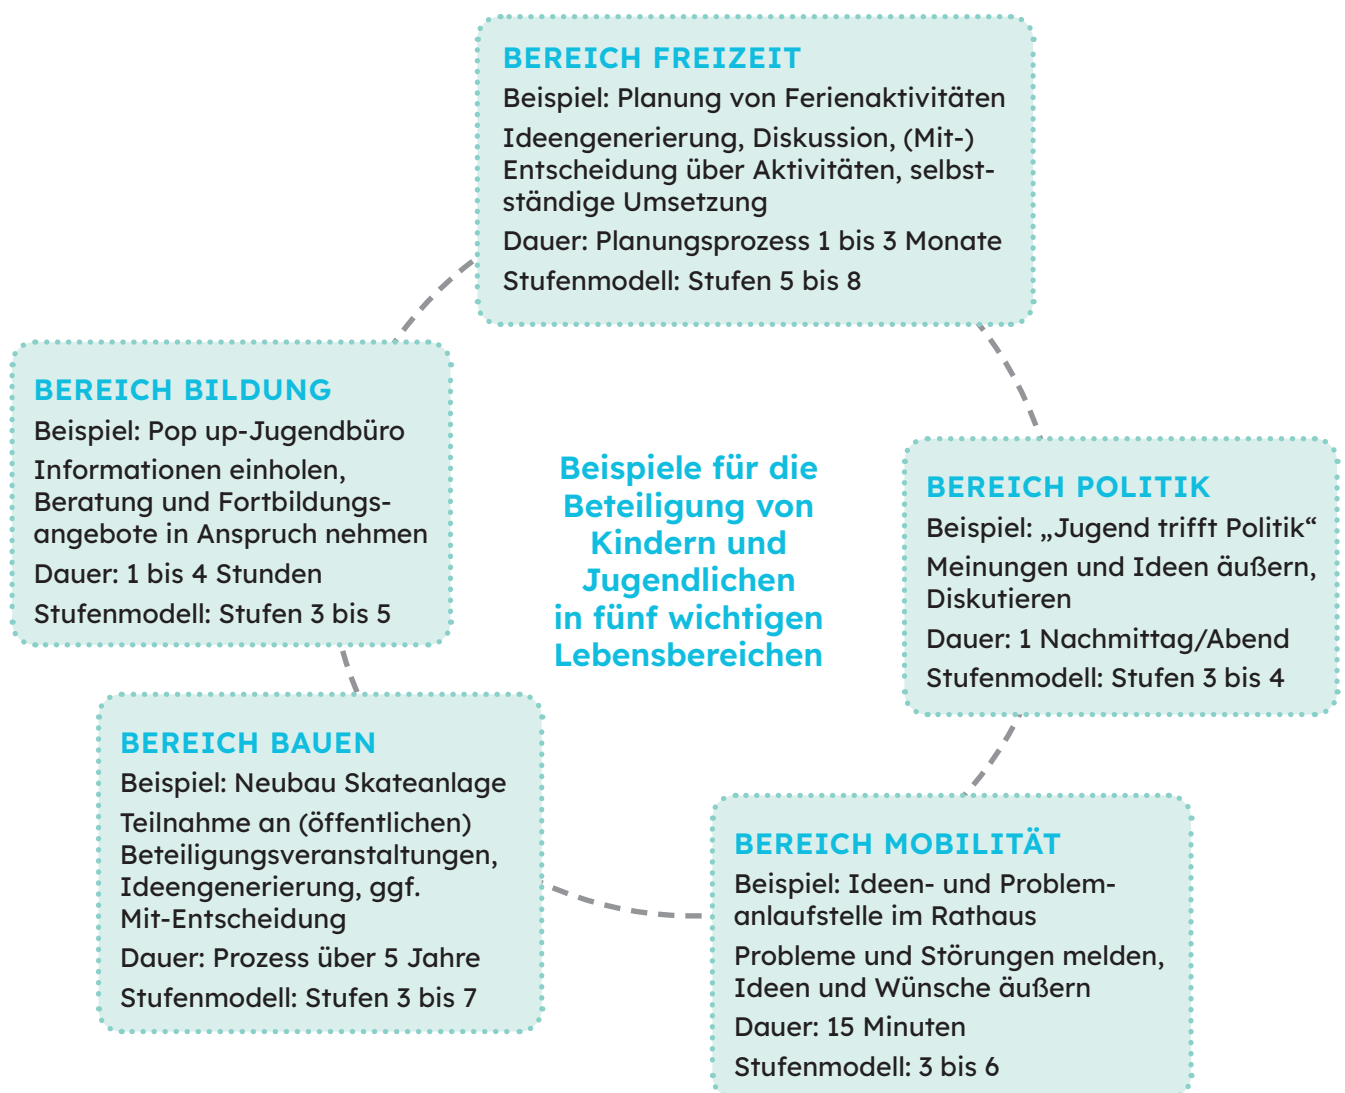 BEREICH FREIZEIT
Beispiel: Planung von Ferienaktivitäten
Ideengenerierung, Diskussion, (Mit-)
Entscheidung über Aktivitäten, selbst-
ständige Umsetzung
Dauer: Planungsprozess 1 bis 3 Monate
Stufenmodell: Stufen 5 bis 8
BEREICH BILDUNG
Beispiel: Pop up-Jugendbüro
Informationen einholen,
Beratung und Fortbildungs-
angebote in Anspruch nehmen
Dauer: 1 bis 4 Stunden
Stufenmodell: Stufen 3 bis 5
Beispiele für die
Beteiligung von
Kindern und
Jugendlichen
in fünf wichtigen
Lebensbereichen
BEREICH POLITIK
Beispiel: „Jugend trifft Politik“
Meinungen und Ideen äußern,
Diskutieren
Dauer: 1 Nachmittag/Abend
Stufenmodell: Stufen 3 bis 4
BEREICH BAUEN
Beispiel: Neubau Skateanlage
Teilnahme an (öffentlichen)
Beteiligungsveranstaltungen,
Ideengenerierung, ggf.
Mit-Entscheidung
Dauer: Prozess über 5 Jahre
Stufenmodell: Stufen 3 bis 7
BEREICH MOBILITÄT
Beispiel: Ideen- und Problem-
anlaufstelle im Rathaus
Probleme und Störungen melden,
Ideen und Wünsche äußern
Dauer: 15 Minuten
Stufenmodell: 3 bis 6